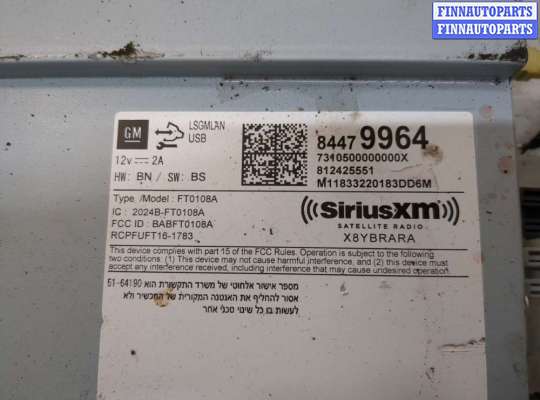 FINNAUTOPARTS
FINNAUTOPARTS
GM
LSGMLAN
USB
12v 2A
HW: BN / SW: BS
84479964
7310500000000X
812425551
M11833220183DD6M
Type /Model: FT0108A
IC : 2024B-FT0108A
FCC ID : BABFT0108A
RCPFUFT16-1783
((SiriusXM))
SATELLITE RADIO
X8YBRARA
This device complies with part 15 of the FCC Rules. Operation is subject to the following
two conditions: (1) This device may not cause harmful interference, and (2) this device must
accept any interference received, including interference that may cause undesired operation.
מספר אישור אלחוטי של משרד התקשורת הוא 51-64190
אסור להחליף את האנטנה המקורית של המכשיר ולא
לעשות בו כל שינוי טכני אחר